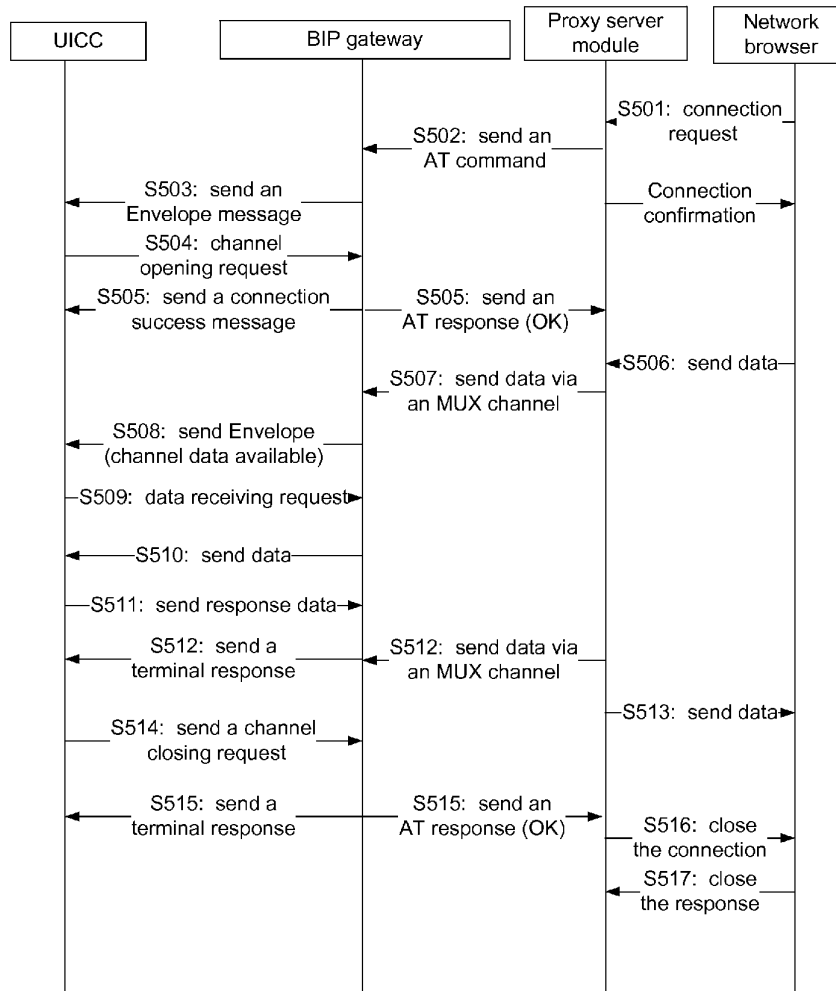 UICC
BIP gateway
Proxy server
module
Network
browser
S501: connection
request
S502: send an
AT command
S503: send an
Envelope message
Connection
confirmation
S504: channel
opening request
S505: send a connection
success message
S505: send an
AT response (OK)
S506: send data
S507: send data via
an MUX channel
S508: send Envelope
(channel data available)
S509: data receiving request
S510: send data
S511: send response data
S512: send a
terminal response
S512: send data via
an MUX channel
S513: send data
S514: send a channel
closing request
S515: send a
terminal response
S515: send an
AT response (OK)
S516: close
the connection
S517: close
the response